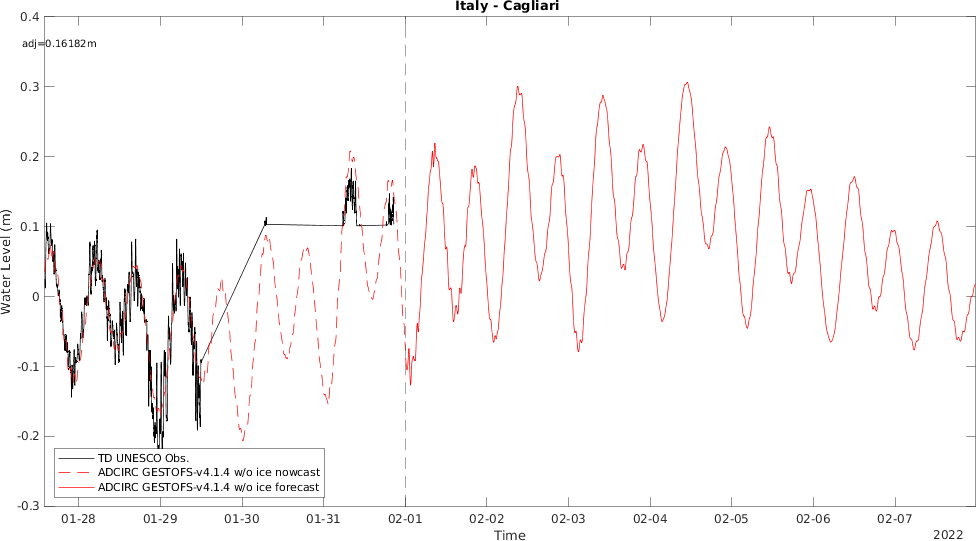 Italy - Cagliari
adj=0.16182m
0.4
0.3
0.2
0.1
0
-0.1
-0.2
-0.3
Water Level (m)
TD UNESCO Obs.
ADCIRC GESTOFS-v4.1.4 w/o ice nowcast
ADCIRC GESTOFS-v4.1.4 w/o ice forecast
01-28 01-29 01-30 01-31 02-01 02-02 02-03 02-04 02-05 02-06 02-07
Time
2022